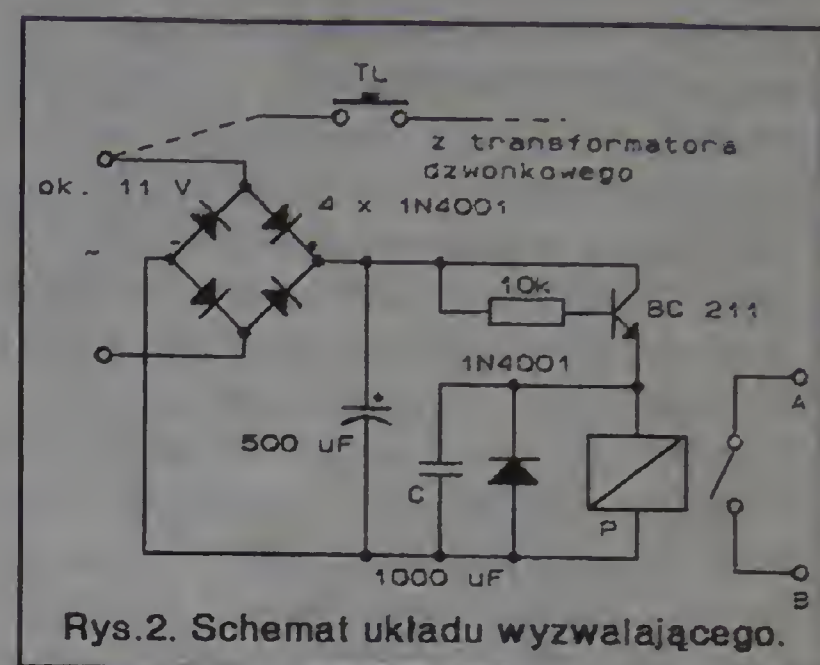 TL
z transformatora
dzwonkowego
ok. 11 V
4 x 1N4001
~
-
+
10k
BC 211
1N4001
A
+
500 uF
C
P
1000 uF
B
Rys.2. Schemat układu wyzwalającego.